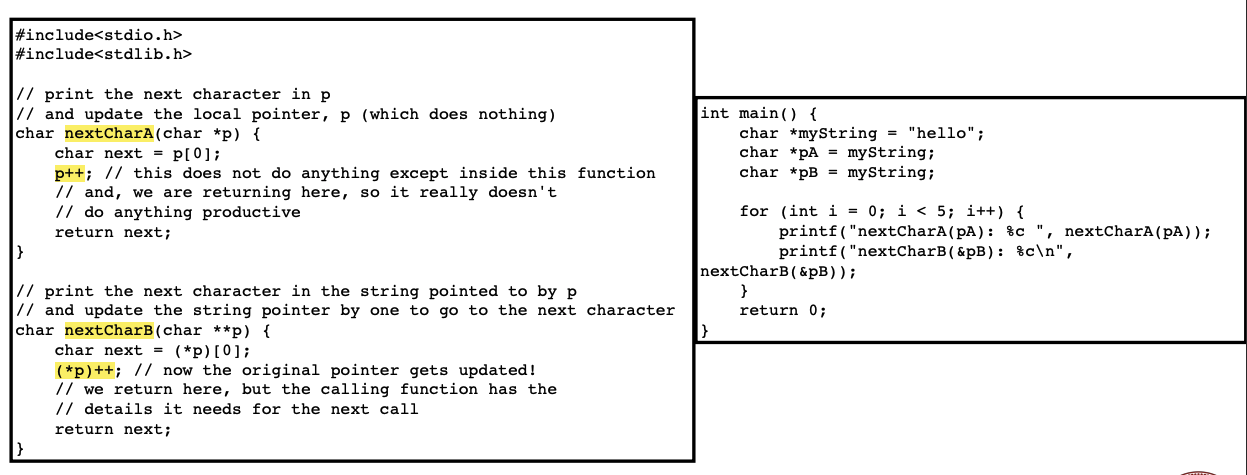 #include<stdio.h>
#include<stdlib.h>

// print the next character in p
// and update the local pointer, p (which does nothing)
char nextCharA(char *p) {
    char next = p[0];
    p++; // this does not do anything except inside this function
    // and, we are returning here, so it really doesn't
    // do anything productive
    return next;
}

// print the next character in the string pointed to by p
// and update the string pointer by one to go to the next character
char nextCharB(char **p) {
    char next = (*p)[0];
    (*p)++; // now the original pointer gets updated!
    // we return here, but the calling function has the
    // details it needs for the next call
    return next;
}
int main() {
    char *myString = "hello";
    char *pA = myString;
    char *pB = myString;

    for (int i = 0; i < 5; i++) {
        printf("nextCharA(pA): %c ", nextCharA(pA));
        printf("nextCharB(&pB): %c\n",
nextCharB(&pB));
    }
    return 0;
}